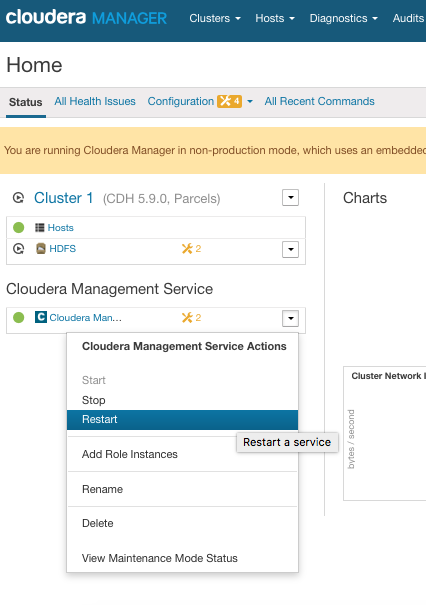 cloudera MANAGER Clusters Hosts Diagnostics Audits
Home
Status All Health Issues Configuration 4 All Recent Commands
You are running Cloudera Manager in non-production mode, which uses an embedded
Cluster 1 (CDH 5.9.0, Parcels)
Charts
Hosts
HDFS 2
Cloudera Management Service
C Cloudera Man... 2
Cloudera Management Service Actions
Start
Stop
Restart
Restart a service
Add Role Instances
Rename
Delete
View Maintenance Mode Status
Cluster Network
bytes / second